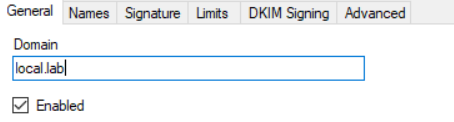 General Names Signature Limits DKIM Signing Advanced
Domain
local.lab
Enabled